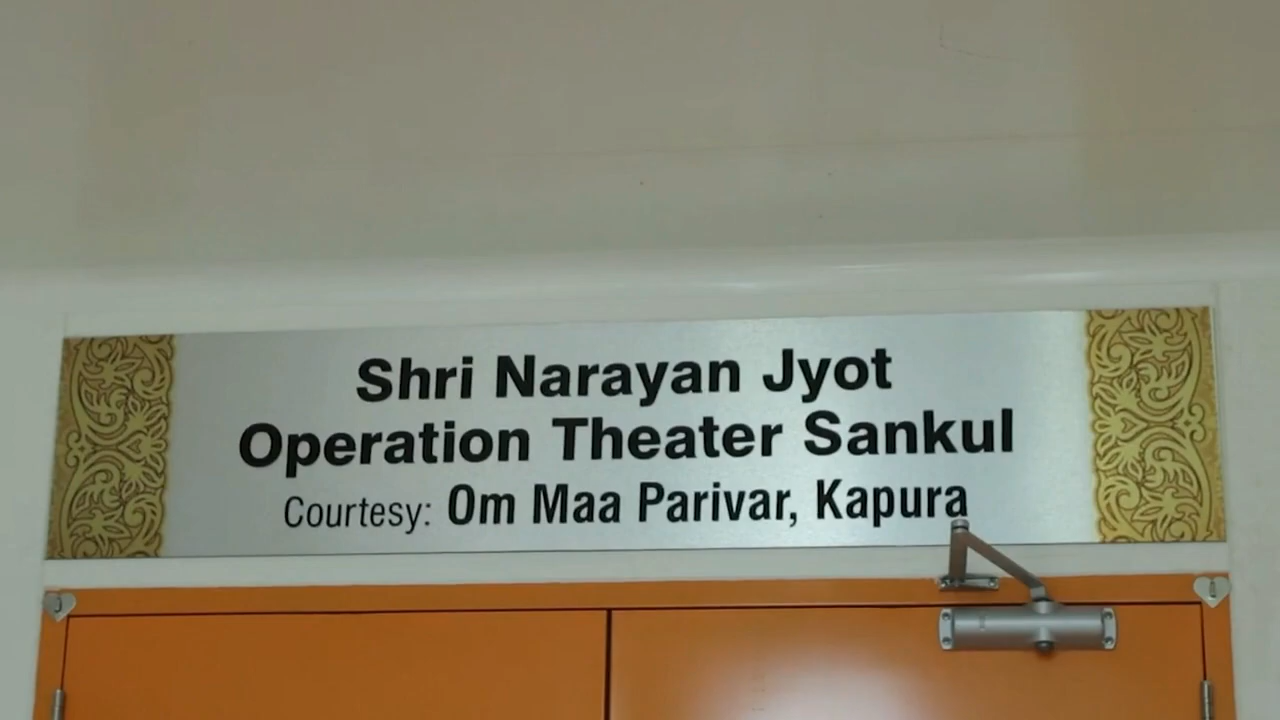 Shri Narayan Jyot
Operation Theater Sankul
Courtesy: Om Maa Parivar, Kapura